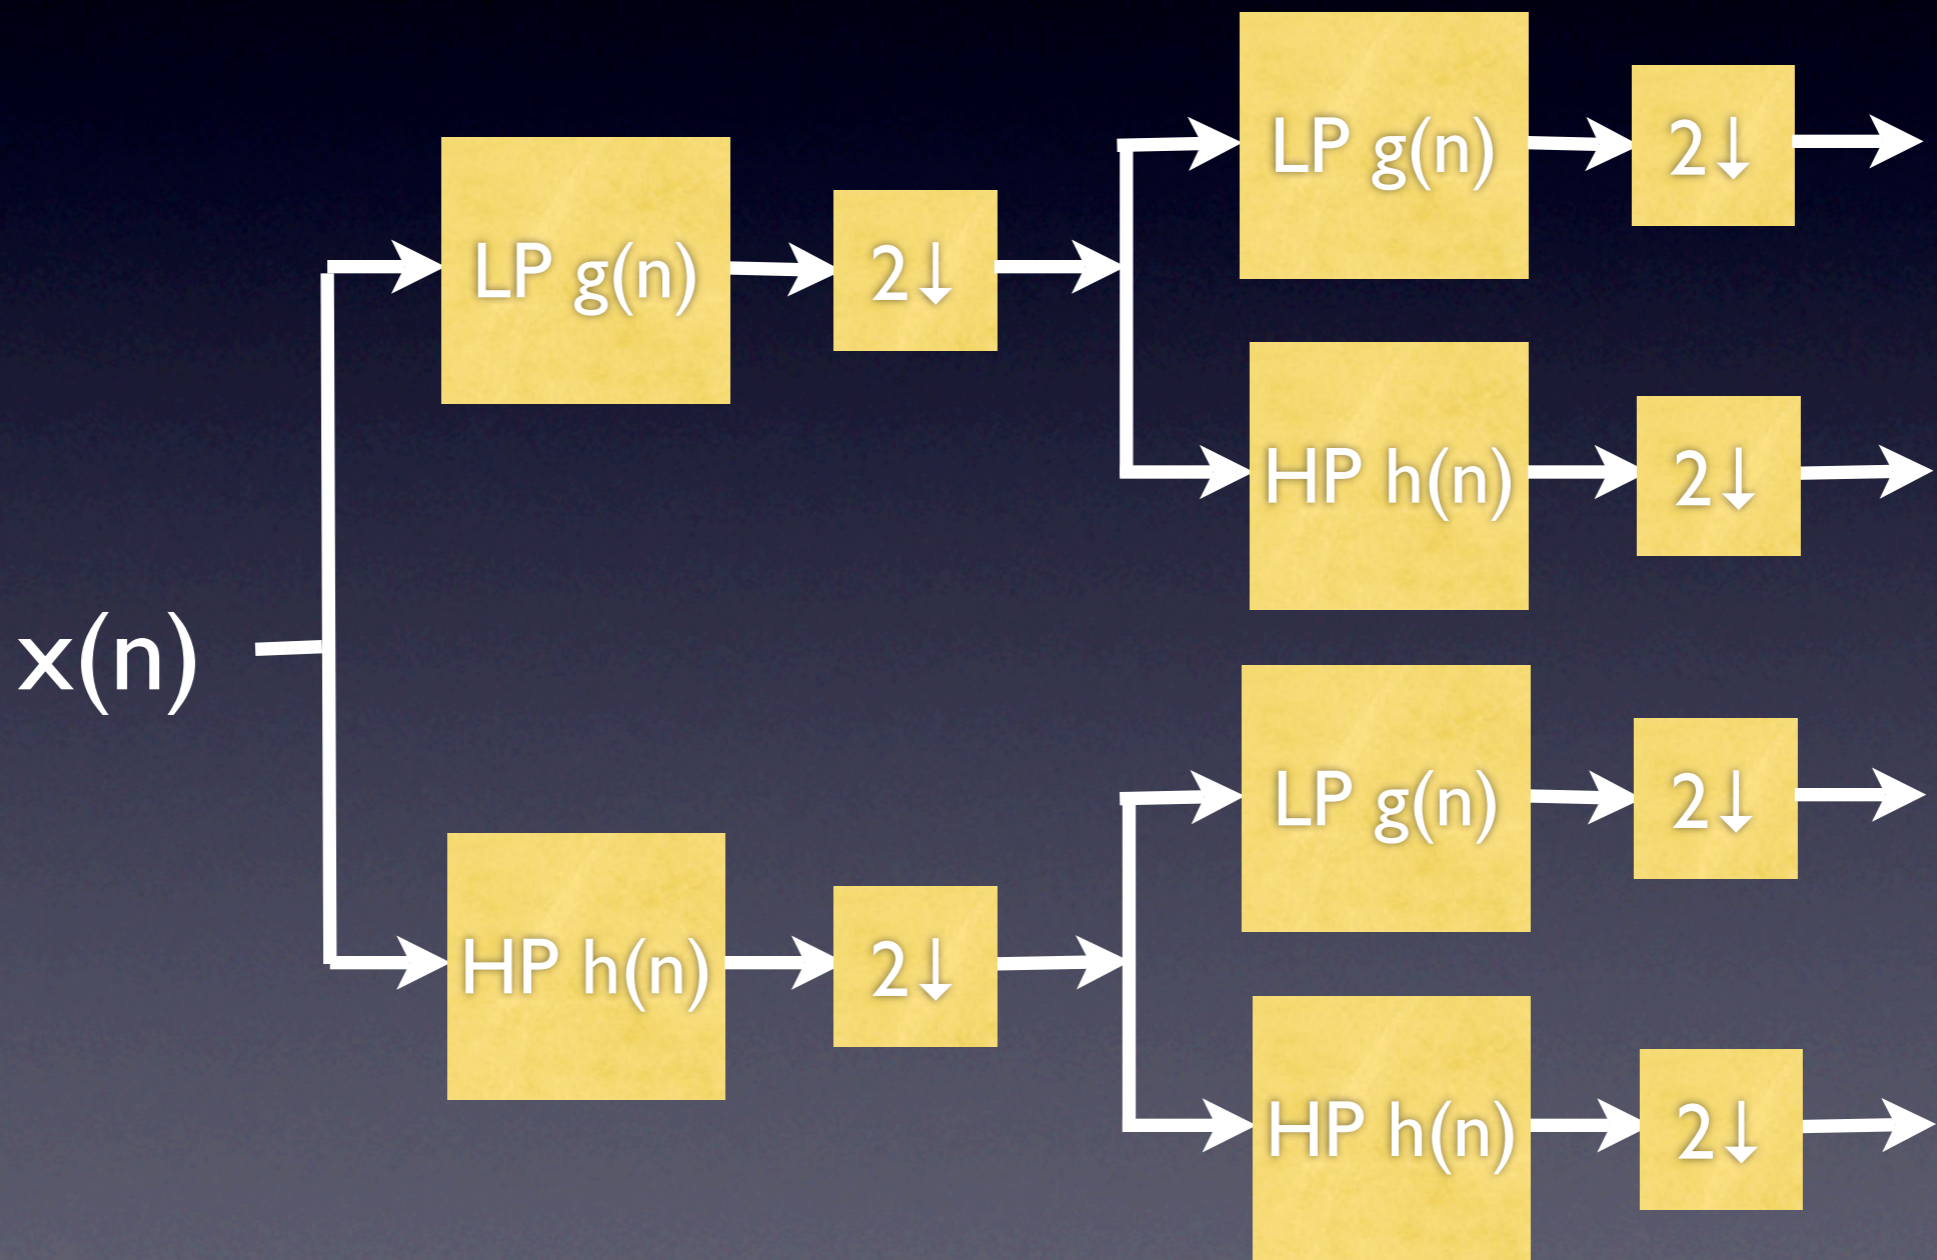 LP g(n)
2↓
LP g(n)
2↓
HP h(n)
2↓
x(n)
LP g(n)
2↓
HP h(n)
2↓
HP h(n)
2↓